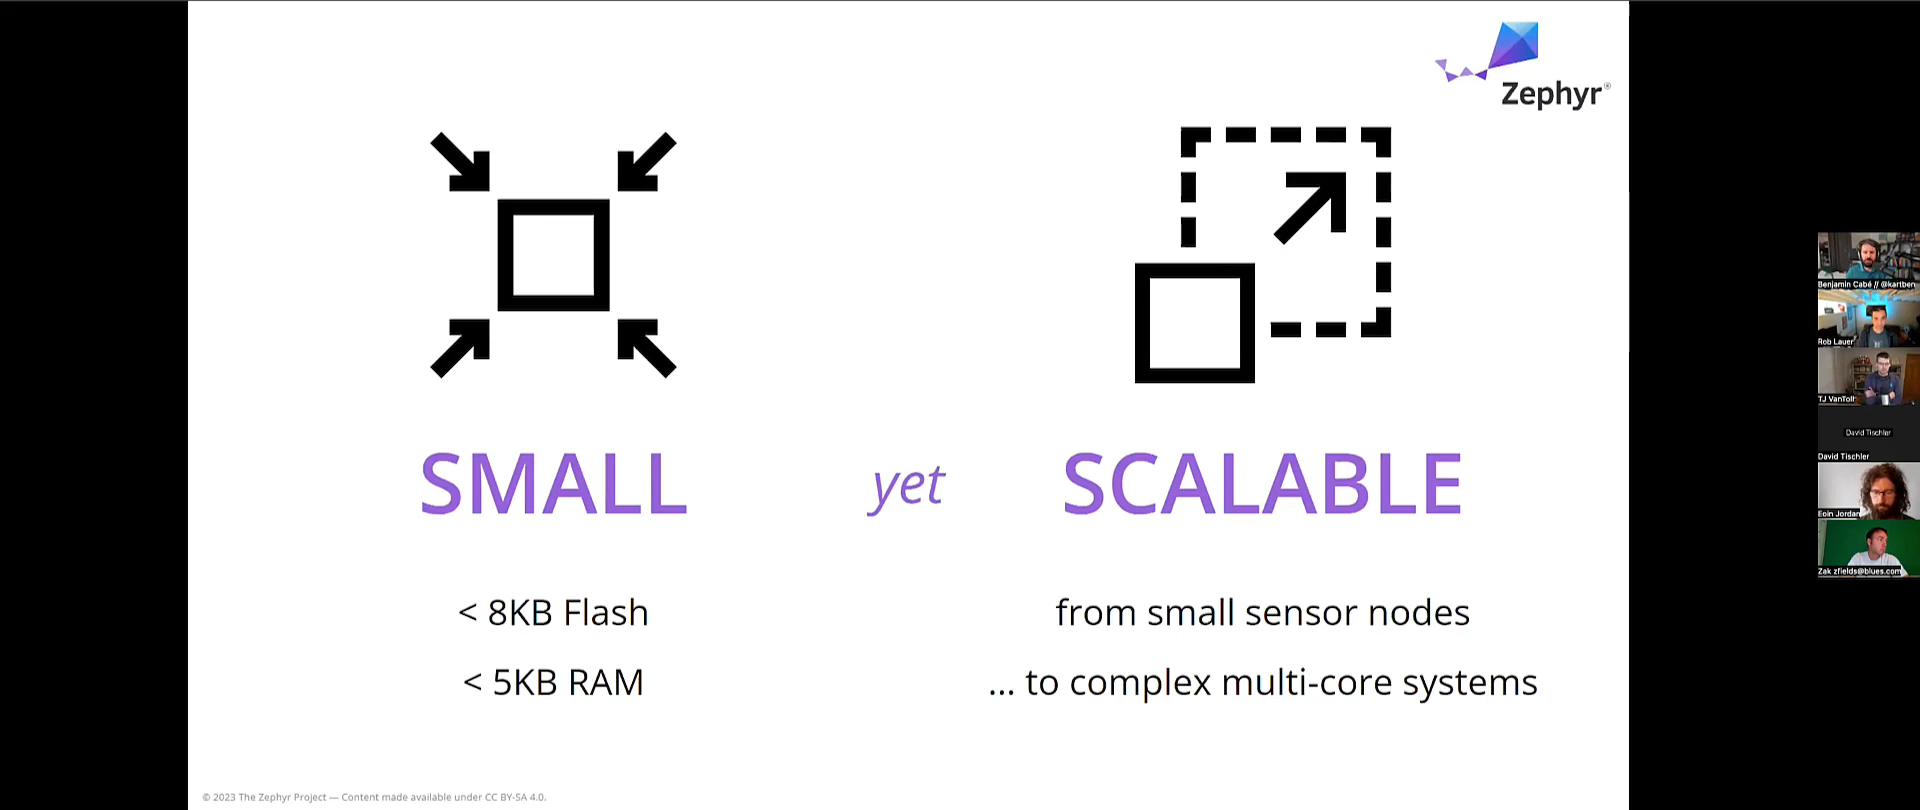 Zephyr®
SMALL yet SCALABLE
< 8KB Flash
< 5KB RAM
from small sensor nodes
... to complex multi-core systems
© 2023 The Zephyr Project — Content made available under CC BY-SA 4.0.
Benjamin Cabé // @kartben
Rob Lauer
TJ VanToll
David Tischler
David Tischler
Eoin Jordan
Zak zfields@blues.com